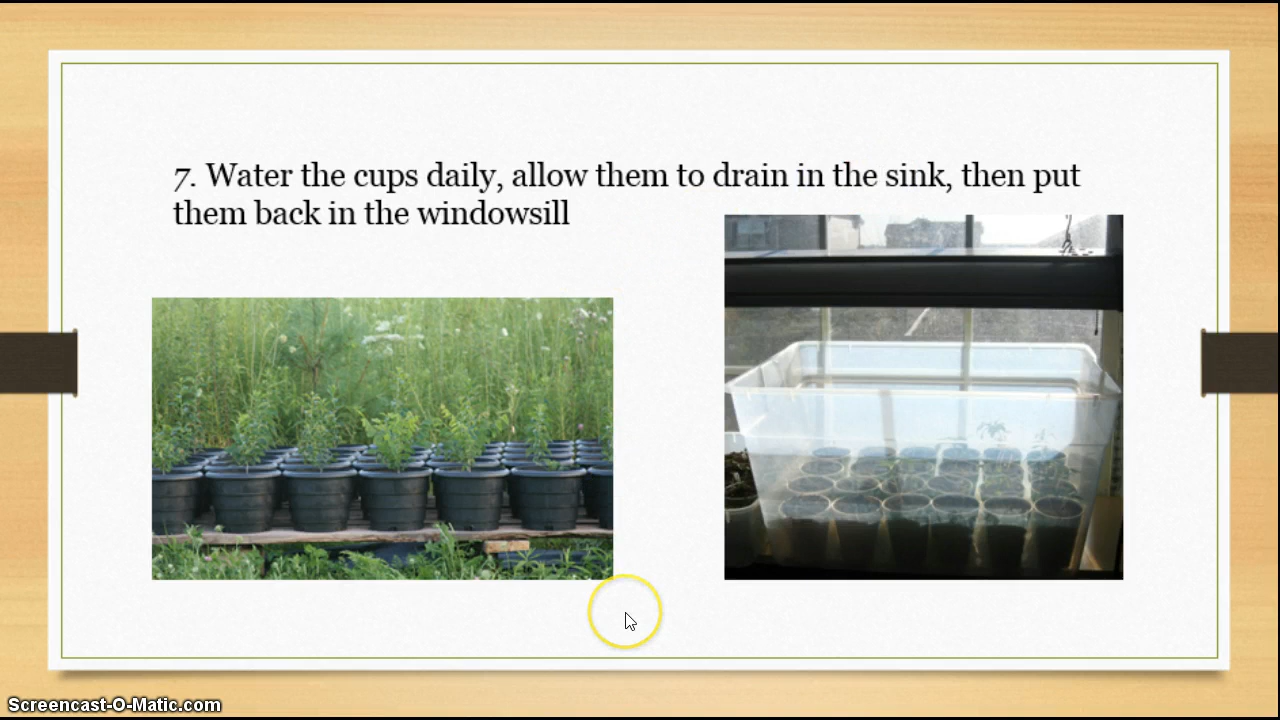 7. Water the cups daily, allow them to drain in the sink, then put
them back in the windowsill
Screencast-O-Matic.com